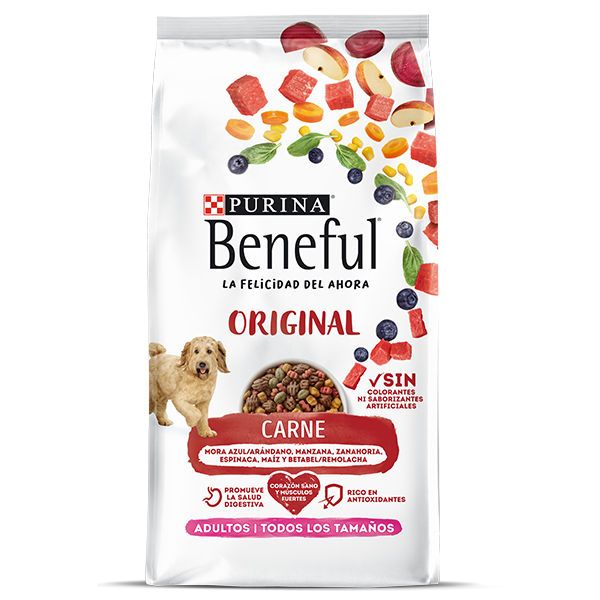 PURINA
Beneful
LA FELICIDAD DEL AHORA
ORIGINAL
SIN
COLORANTES
NI SABORIZANTES
ARTIFICIALES
CARNE
MORA AZUL/ARÁNDANO, MANZANA, ZANAHORIA,
ESPINACA, MAÍZ Y BETABEL/REMOLACHA
PROMUEVE
LA SALUD
DIGESTIVA
CORAZÓN SANO
Y MÚSCULOS
FUERTES
RICO EN
ANTIOXIDANTES
ADULTOS | TODOS LOS TAMAÑOS